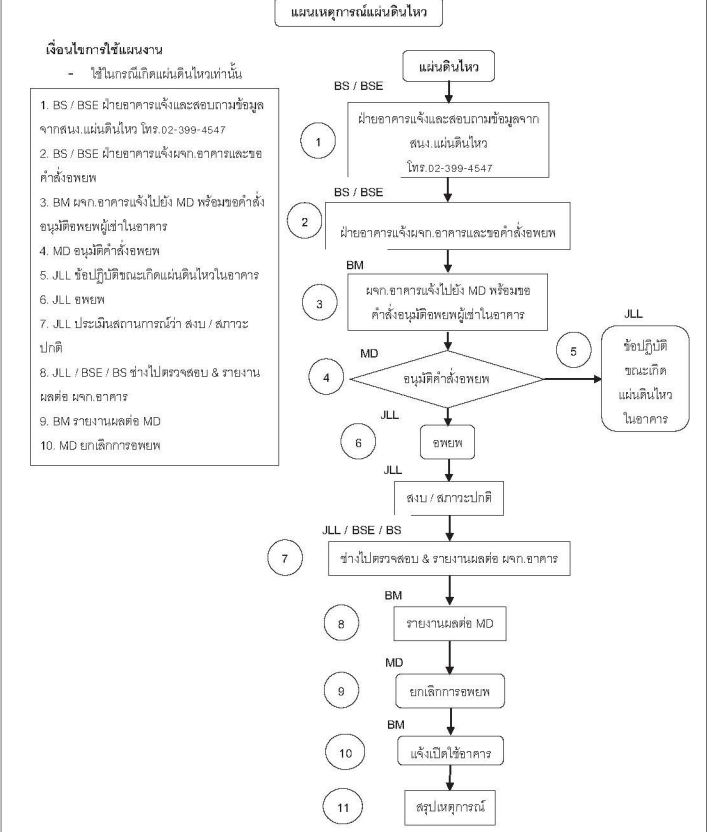 แผนเหตุการณ์แผ่นดินไหว
เงื่อนไขการใช้แผนงาน
- ใช้ในกรณีเกิดแผ่นดินไหวเท่านั้น
1. BS / BSE ฝ่ายอาคารแจ้งและสอบถามข้อมูล
จากสนง.แผ่นดินไหว โทร.02-399-4547
2. BS / BSE ฝ่ายอาคารแจ้งผจก.อาคารและขอ
คำสั่งอพยพ
3. BM ผจก.อาคารแจ้งไปยัง MD พร้อมขอคำสั่ง
อนุมัติอพยพผู้เช่าในอาคาร
4. MD อนุมัติคำสั่งอพยพ
5. JLL ข้อปฏิบัติขณะเกิดแผ่นดินไหวในอาคาร
6. JLL อพยพ
7. JLL ประเมินสถานการณ์ว่า สงบ / สภาวะ
ปกติ
8. JLL / BSE / BS ช่างไปตรวจสอบ & รายงาน
ผลต่อ ผจก.อาคาร
9. BM รายงานผลต่อ MD
10. MD ยกเลิกการอพยพ
แผ่นดินไหว
BS / BSE
1
ฝ่ายอาคารแจ้งและสอบถามข้อมูลจาก
สนง.แผ่นดินไหว
โทร.02-399-4547
BS / BSE
2
ฝ่ายอาคารแจ้งผจก.อาคารและขอคำสั่งอพยพ
BM
3
ผจก.อาคารแจ้งไปยัง MD พร้อมขอ
คำสั่งอนุมัติอพยพผู้เช่าในอาคาร
MD
4
อนุมัติคำสั่งอพยพ
JLL
5
ข้อปฏิบัติ
ขณะเกิด
แผ่นดินไหว
ในอาคาร
JLL
6
อพยพ
JLL
สงบ / สภาวะปกติ
JLL / BSE / BS
7
ช่างไปตรวจสอบ & รายงานผลต่อ ผจก.อาคาร
BM
8
รายงานผลต่อ MD
MD
9
ยกเลิกการอพยพ
BM
10
แจ้งเปิดใช้อาคาร
11
สรุปเหตุการณ์